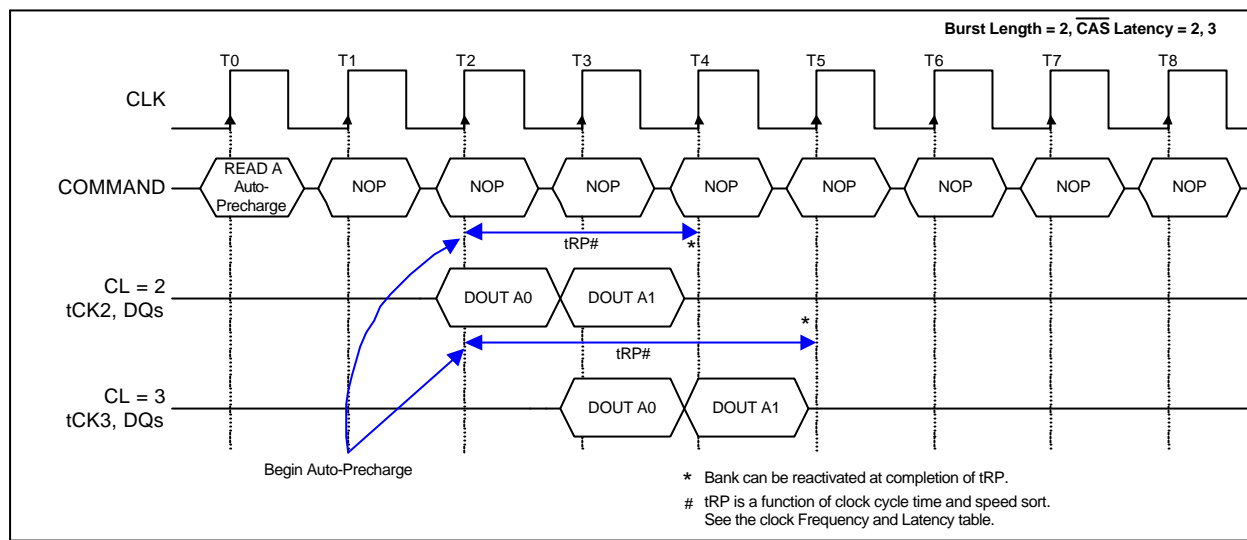 Burst Length = 2, CAS Latency = 2, 3
T0 T1 T2 T3 T4 T5 T6 T7 T8
CLK
COMMAND
READ A
Auto-
Precharge
NOP NOP NOP NOP NOP NOP NOP NOP
tRP#
*
CL = 2
tCK2, DQs
DOUT A0 DOUT A1
*
tRP#
CL = 3
tCK3, DQs
DOUT A0 DOUT A1
Begin Auto-Precharge
* Bank can be reactivated at completion of tRP.
# tRP is a function of clock cycle time and speed sort.
See the clock Frequency and Latency table.